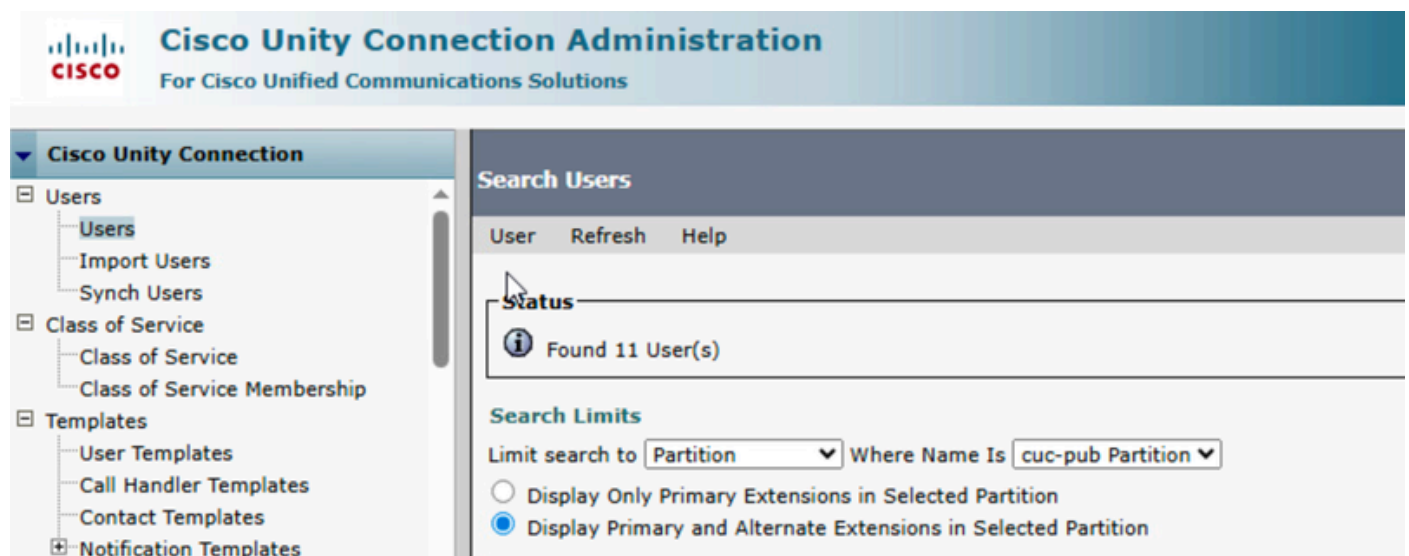 CISCO
Cisco Unity Connection Administration
For Cisco Unified Communications Solutions
Cisco Unity Connection
Users
Users
Import Users
Synch Users
Class of Service
Class of Service
Class of Service Membership
Templates
User Templates
Call Handler Templates
Contact Templates
Notification Templates
Search Users
User Refresh Help
Status
Found 11 User(s)
Search Limits
Limit search to Partition Where Name Is cuc-pub Partition
Display Only Primary Extensions in Selected Partition
Display Primary and Alternate Extensions in Selected Partition